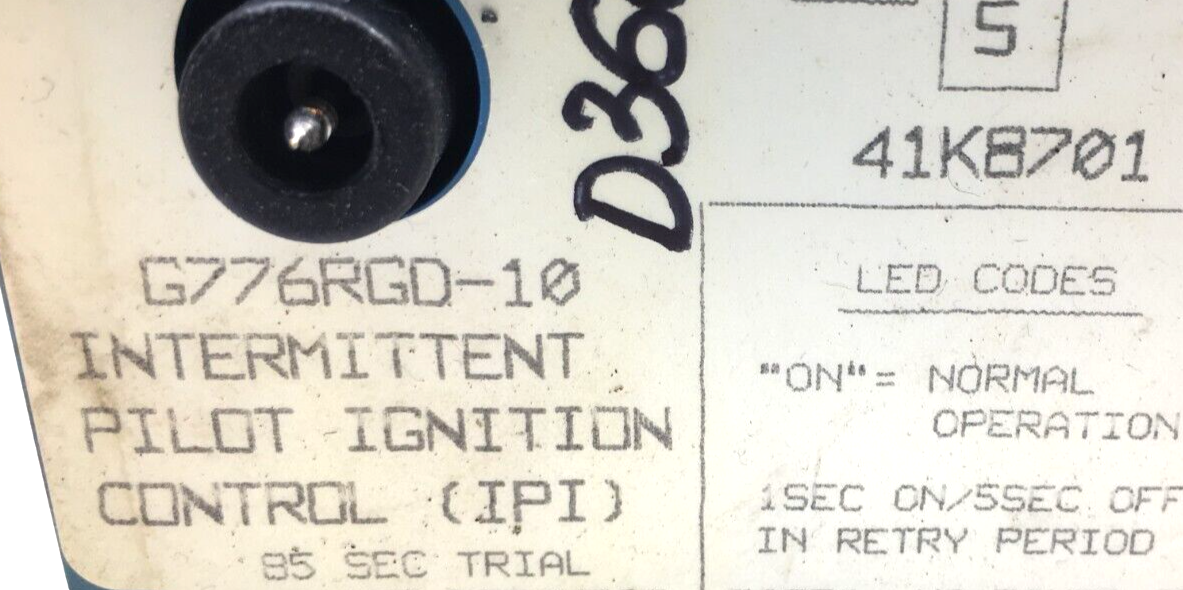 D36
S
41K8701
G776RGD-10
INTERMITTENT
PILOT IGNITION
CONTROL (IPI)
85 SEC TRIAL
LED CODES
"ON"= NORMAL
OPERATION
1SEC ON/5SEC OFF
IN RETRY PERIOD